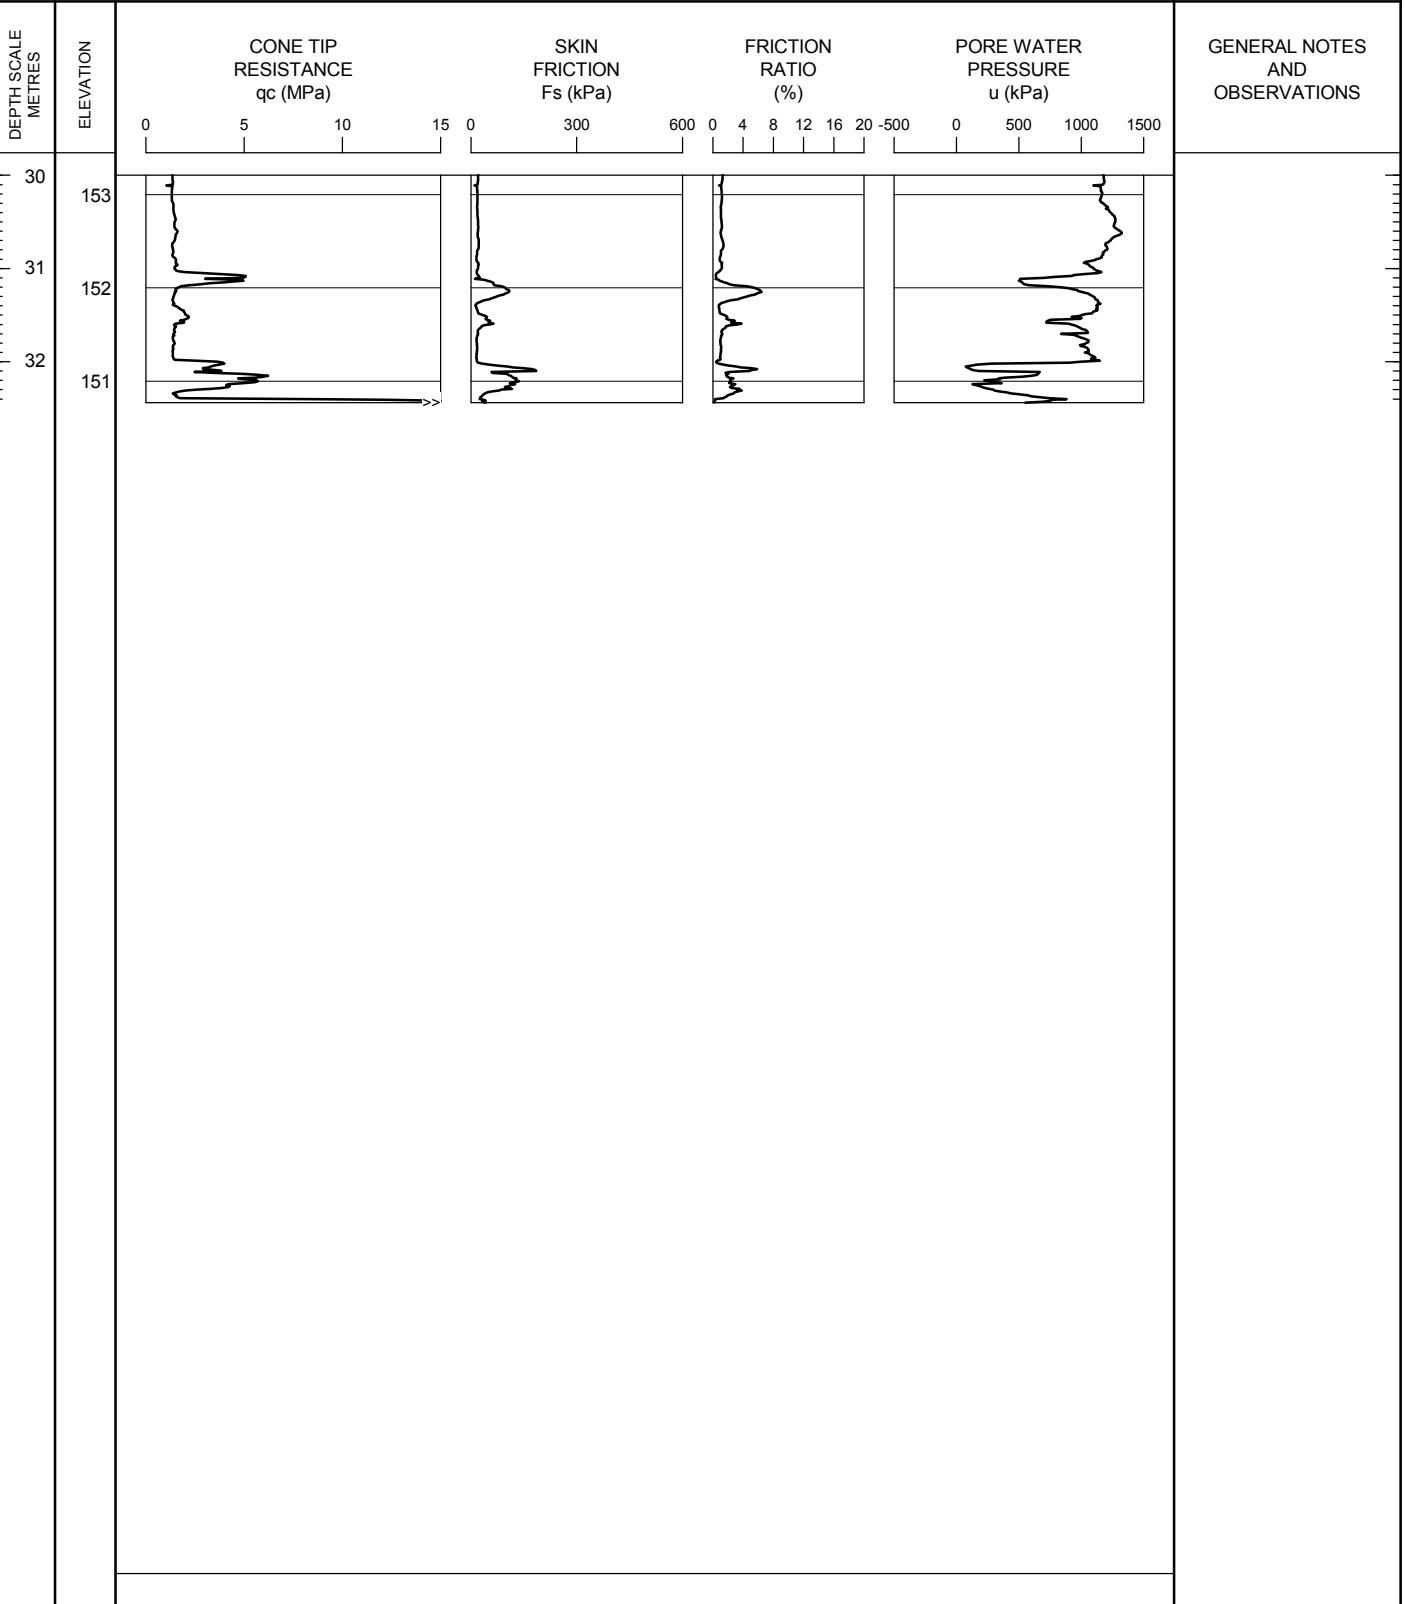 DEPTH SCALE
METRES
ELEVATION
CONE TIP
RESISTANCE
qc (MPa)
0 5 10 15
SKIN
FRICTION
Fs (kPa)
0 300 600
FRICTION
RATIO
(%)
0 4 8 12 16 20
PORE WATER
PRESSURE
u (kPa)
-500 0 500 1000 1500
GENERAL NOTES
AND
OBSERVATIONS
30
153
31
152
32
151
>>